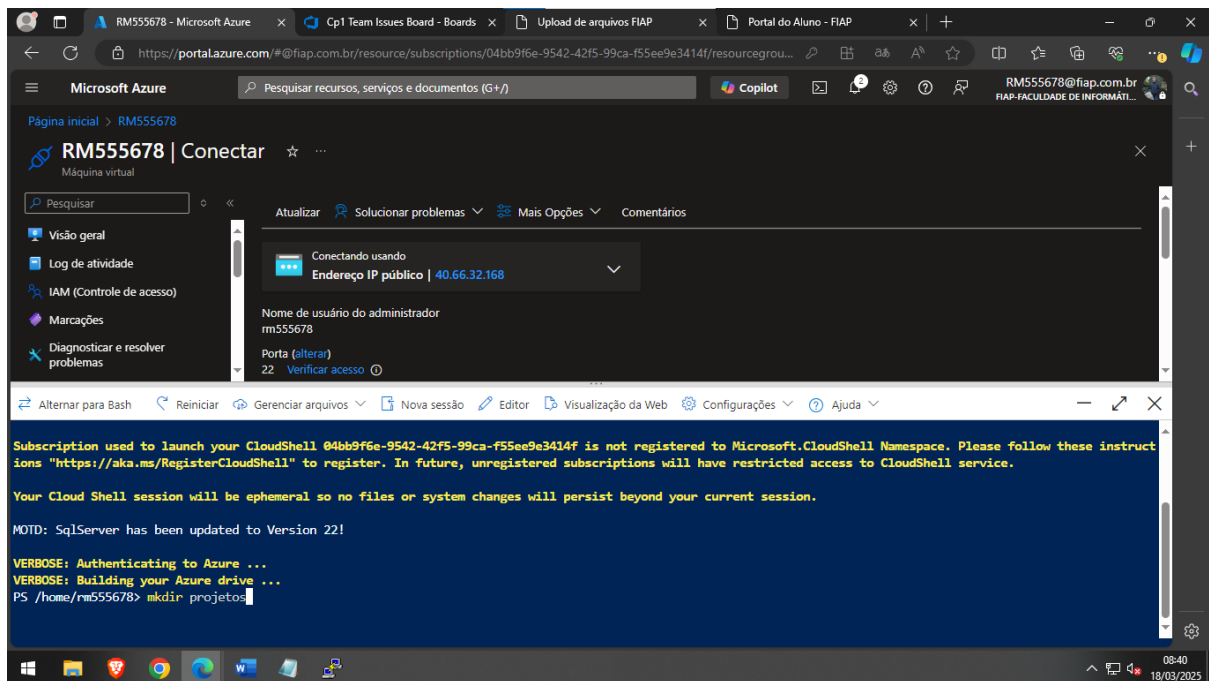 RM555678 - Microsoft Azure
Cp1 Team Issues Board - Boards
Upload de arquivos FIAP
Portal do Aluno - FIAP
https://portal.azure.com/#@fiap.com.br/resource/subscriptions/04bb9f6e-9542-42f5-99ca-f55ee9e3414f/resourcegrou...
Microsoft Azure
Pesquisar recursos, serviços e documentos (G+/)
Copilot
2
RM555678@fiap.com.br
FIAP-FACULDADE DE INFORMÁTI...
Página inicial > RM555678
RM555678 | Conectar
Máquina virtual
Pesquisar
Atualizar
Solucionar problemas
Mais Opções
Comentários
Visão geral
Log de atividade
IAM (Controle de acesso)
Marcações
Diagnosticar e resolver
problemas
Conectando usando
Endereço IP público | 40.66.32.168
Nome de usuário do administrador
rm555678
Porta (alterar)
22 Verificar acesso
Alternar para Bash
Reiniciar
Gerenciar arquivos
Nova sessão
Editor
Visualização da Web
Configurações
Ajuda
Subscription used to launch your CloudShell 04bb9f6e-9542-42f5-99ca-f55ee9e3414f is not registered to Microsoft.CloudShell Namespace. Please follow these instruct
ions "https://aka.ms/RegisterCloudShell" to register. In future, unregistered subscriptions will have restricted access to CloudShell service.
Your Cloud Shell session will be ephemeral so no files or system changes will persist beyond your current session.
MOTD: SqlServer has been updated to Version 22!
VERBOSE: Authenticating to Azure ...
VERBOSE: Building your Azure drive ...
PS /home/rm555678> mkdir projetos
08:40
18/03/2025